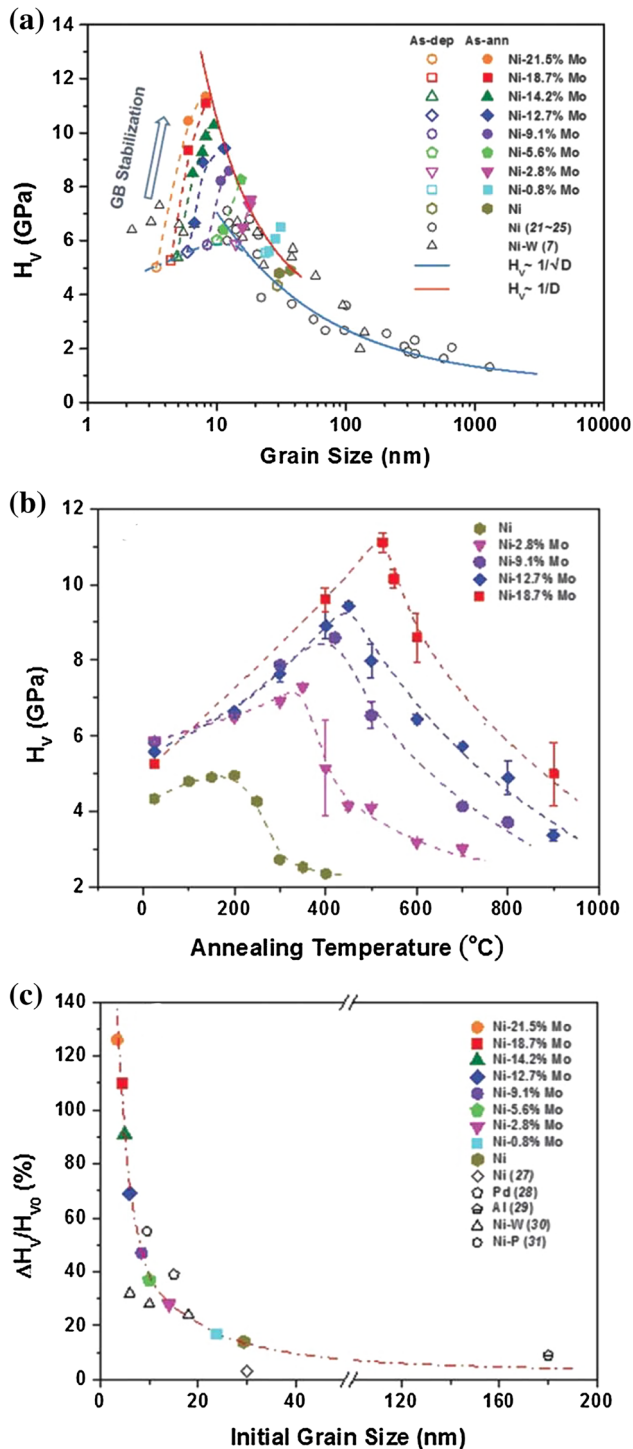 (a)
14
12
10
8
6
4
2
0
H_V (GPa)
GB Stabilization
As-dep As-ann
Ni-21.5% Mo
Ni-18.7% Mo
Ni-14.2% Mo
Ni-12.7% Mo
Ni-9.1% Mo
Ni-5.6% Mo
Ni-2.8% Mo
Ni-0.8% Mo
Ni
Ni (21~25)
Ni-W (7)
H_V~ 1/√D
H_V~ 1/D
1 10 100 1000 10000
Grain Size (nm)
(b)
12
10
8
6
4
2
H_V (GPa)
Ni
Ni-2.8% Mo
Ni-9.1% Mo
Ni-12.7% Mo
Ni-18.7% Mo
0 200 400 600 800 1000
Annealing Temperature (°C)
(c)
140
120
100
80
60
40
20
0
ΔH_V/H_V0 (%)
Ni-21.5% Mo
Ni-18.7% Mo
Ni-14.2% Mo
Ni-12.7% Mo
Ni-9.1% Mo
Ni-5.6% Mo
Ni-2.8% Mo
Ni-0.8% Mo
Ni
Ni (27)
Pd (28)
Al (29)
Ni-W (30)
Ni-P (31)
0 20 40 120 160 200
Initial Grain Size (nm)